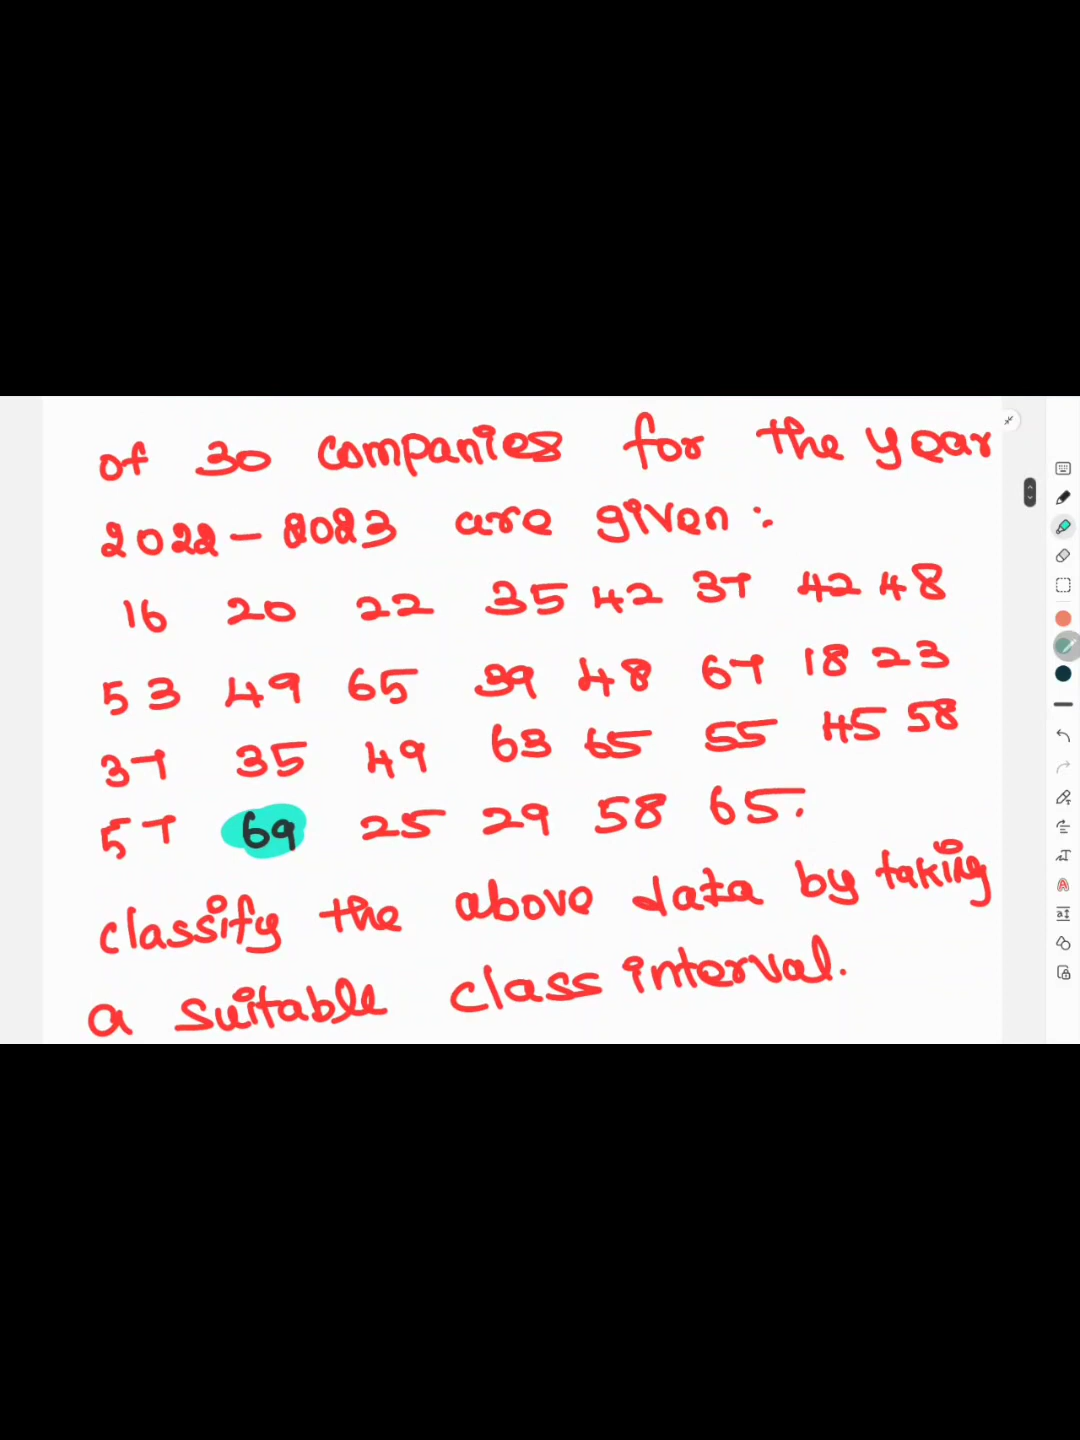 of 30 companies for the year
2022-2023 are given :
16 20 22 35 42 37 42 48
53 49 65 39 48 67 18 23
37 35 49 63 65 55 45 58
57 69 25 29 58 65.
classify the above data by taking
a suitable class interval.